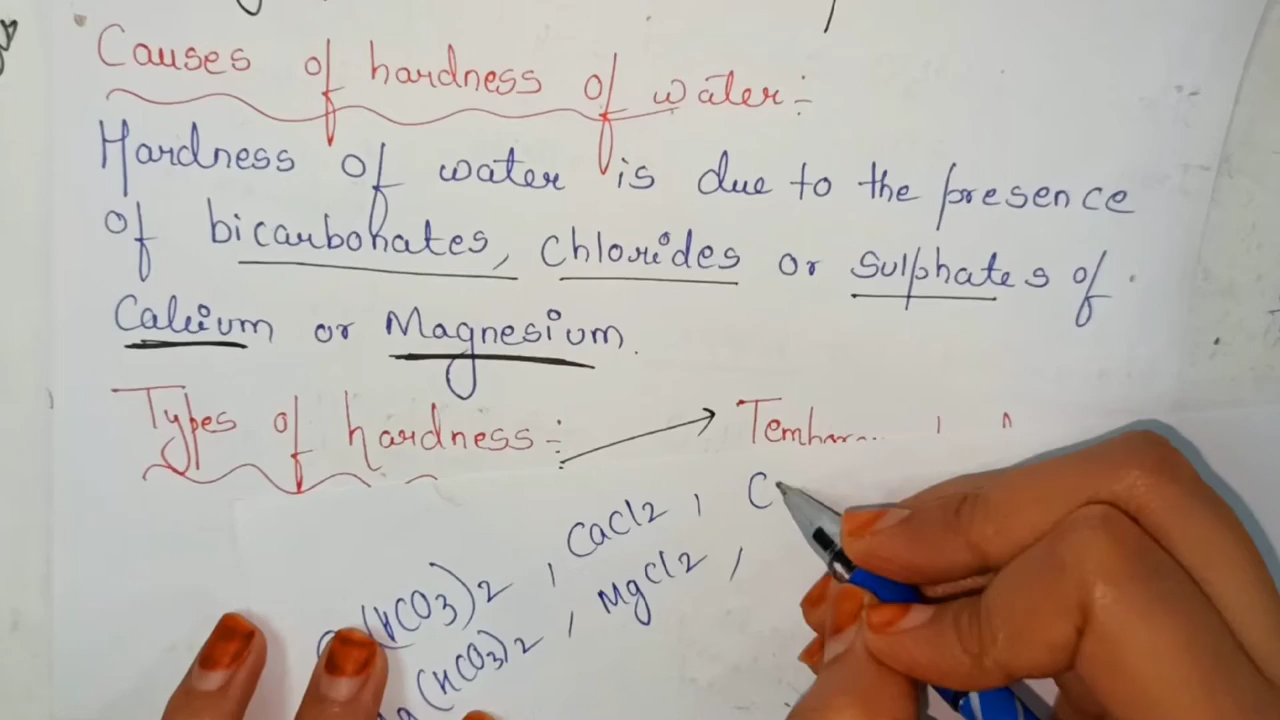 Causes of hardness of water:-
Hardness of water is due to the presence
of bicarbonates, Chlorides or Sulphates of
Calcium or Magnesium.
Types of hardness:-
(HCO3)2 , CaCl2 , C
(HCO3)2 , MgCl2 ,